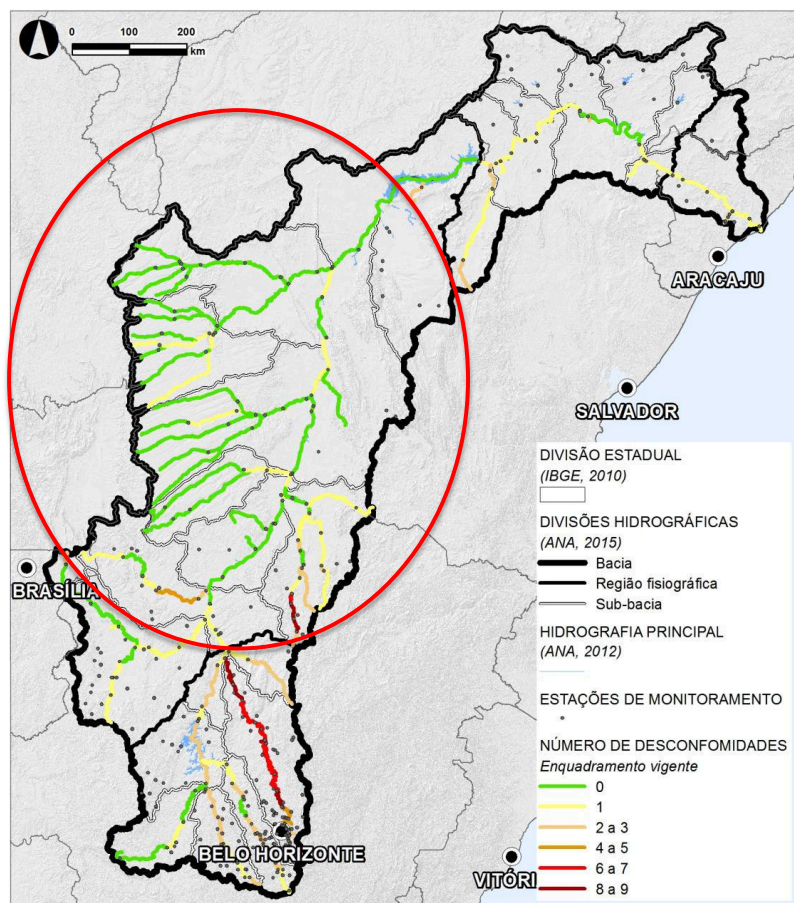 0 100 200
km
ARACAJU
SALVADOR
BRASÍLIA
BELO HORIZONTE
VITÓRI
DIVISÃO ESTADUAL
(IBGE, 2010)
DIVISÕES HIDROGRÁFICAS
(ANA, 2015)
Bacia
Região fisiográfica
Sub-bacia
HIDROGRAFIA PRINCIPAL
(ANA, 2012)
ESTAÇÕES DE MONITORAMENTO
NÚMERO DE DESCONFOMIDADES
Enquadramento vigente
0
1
2 a 3
4 a 5
6 a 7
8 a 9